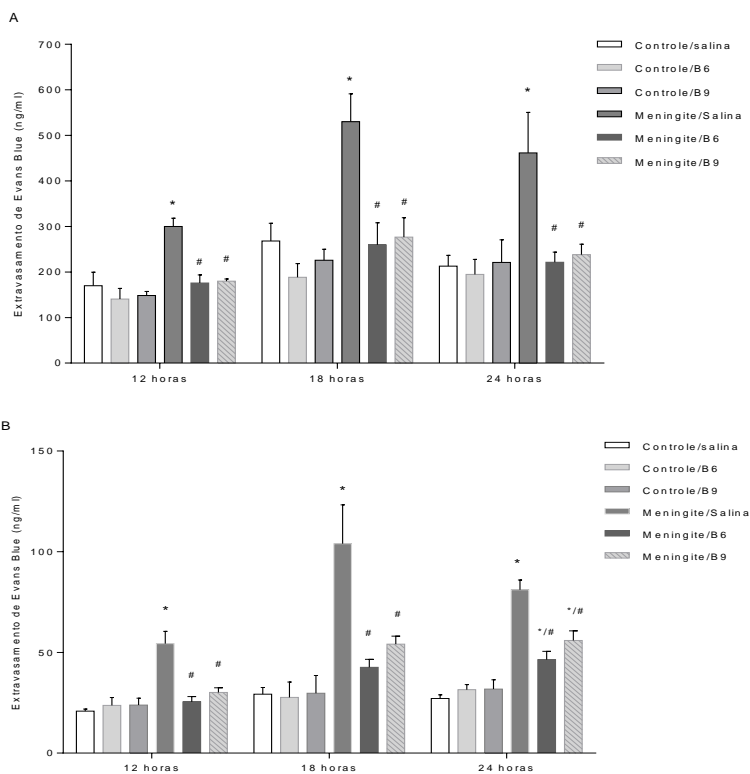 A
700
600
500
400
300
200
100
0
Extravasamento de Evans Blue (ng/ml)
*
#
#
*
#
#
*
#
#
12 horas
18 horas
24 horas
Controle/salina
Controle/B6
Controle/B9
Meningite/Salina
Meningite/B6
Meningite/B9
B
150
100
50
0
Extravasamento de Evans Blue (ng/ml)
*
#
#
*
#
#
*
*/#
*/#
12 horas
18 horas
24 horas
Controle/salina
Controle/B6
Controle/B9
Meningite/Salina
Meningite/B6
Meningite/B9